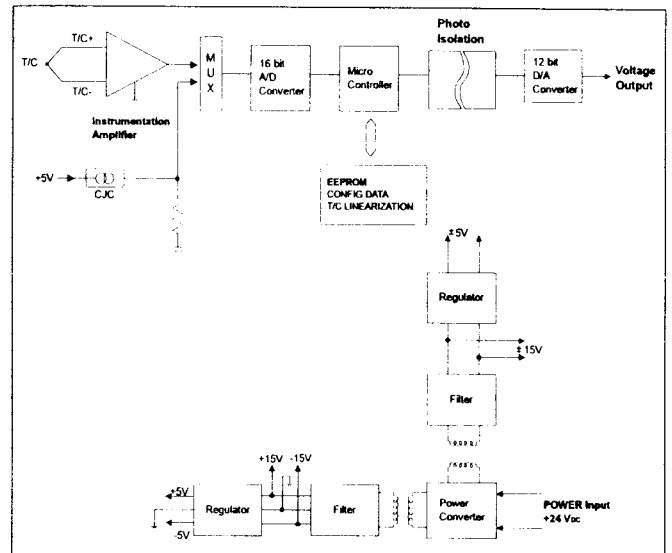 T/C
T/C+
T/C-
Instrumentation
Amplifier
M
U
X
16 bit
A/D
Converter
Micro
Controller
Photo
Isolation
12 bit
D/A
Converter
Voltage
Output
+5V
CJC
EEPROM
CONFIG DATA
T/C LINEARIZATION
±5V
Regulator
±15V
Filter
+15V
-15V
+5V
-5V
Regulator
Filter
Power
Converter
POWER Input
+24 VDC